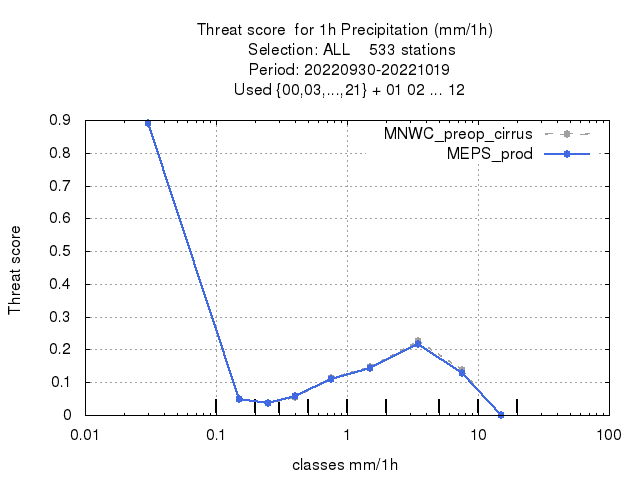 Threat score  for 1h Precipitation (mm/1h)
Selection: ALL    533 stations
Period: 20220930-20221019
Used {00,03,...,21} + 01 02 ... 12
MNWC_preop_cirrus
MEPS_prod
Threat score
0.9
0.8
0.7
0.6
0.5
0.4
0.3
0.2
0.1
0
0.01 0.1 1 10 100
classes mm/1h